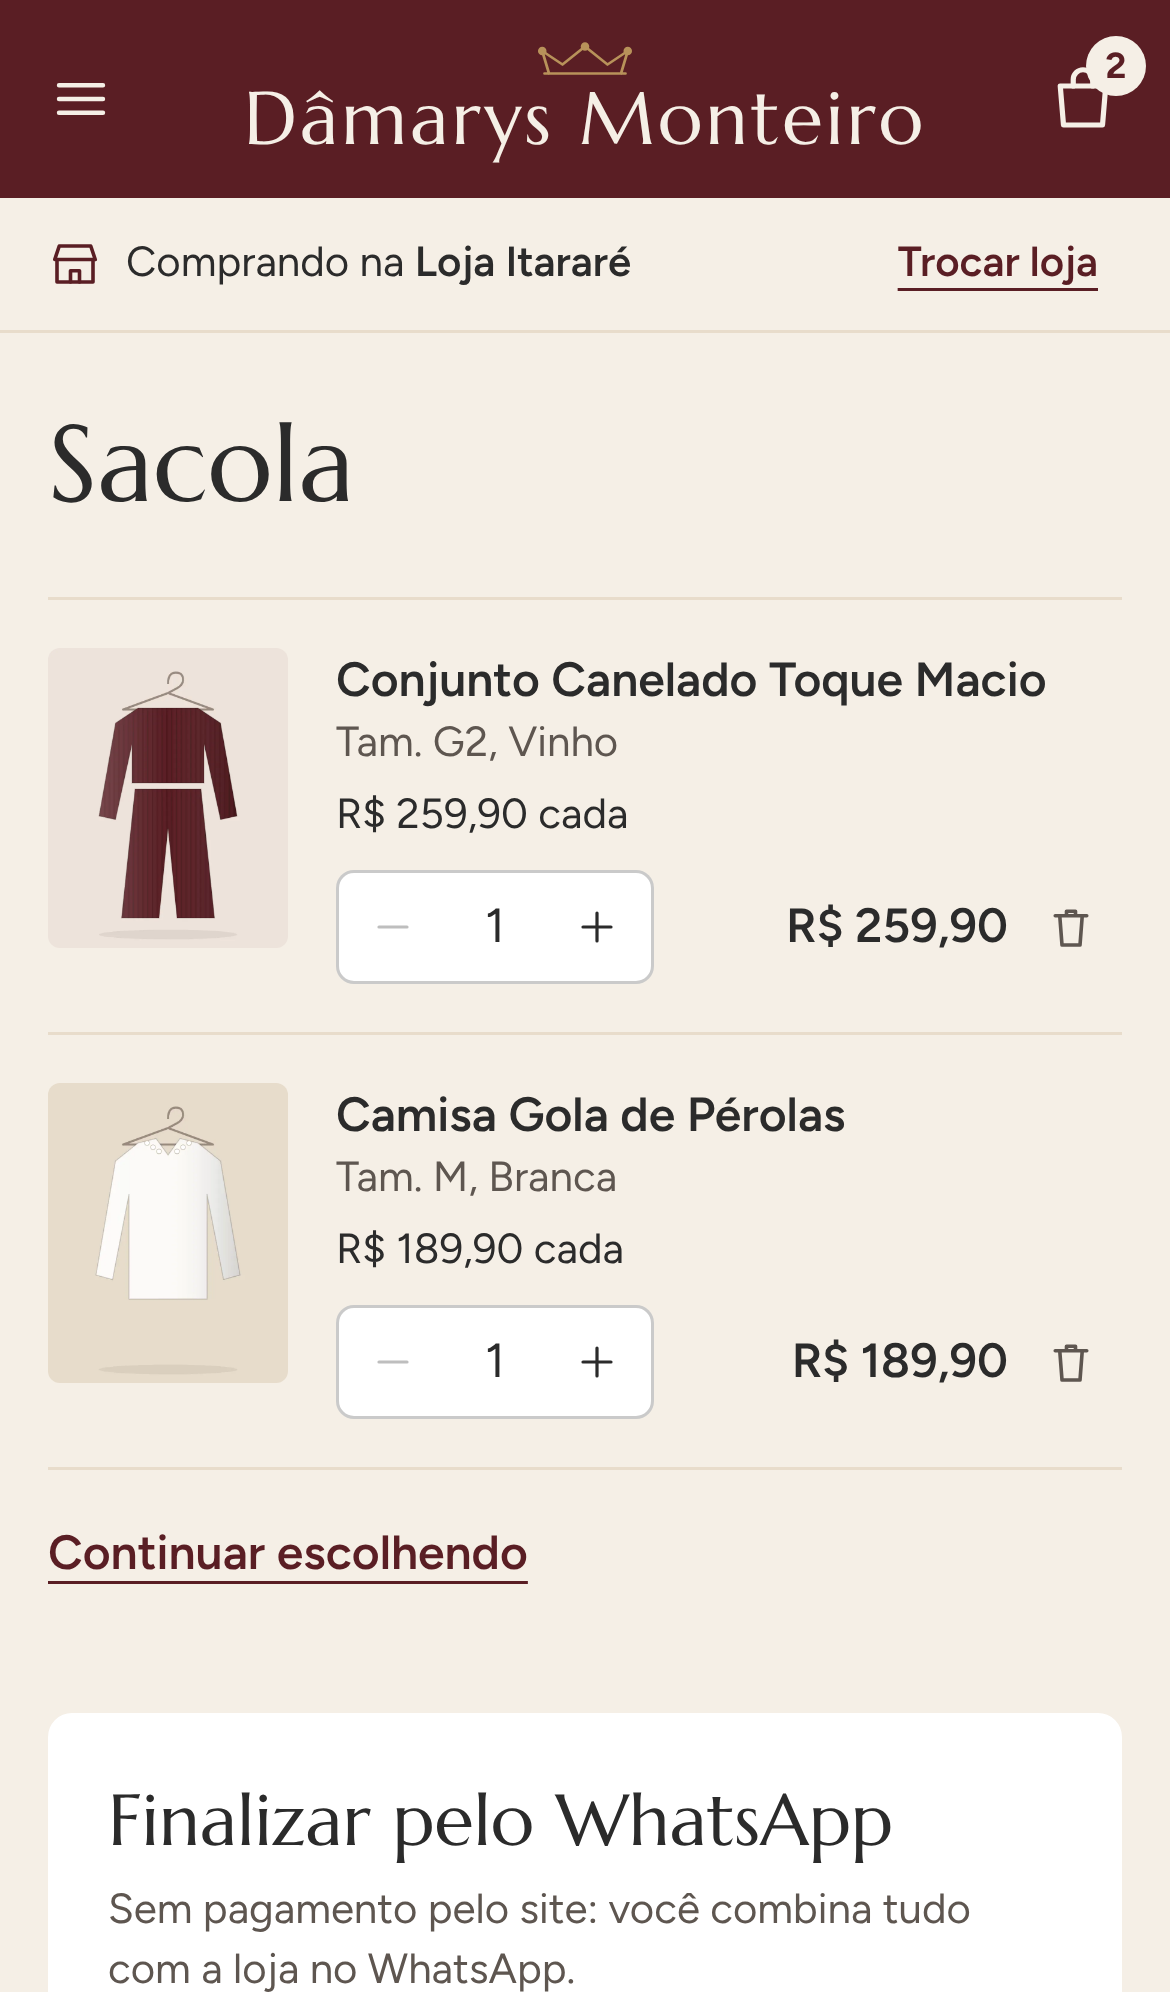 Dâmarys Monteiro
2
Comprando na Loja Itararé
Trocar loja
Sacola
Conjunto Canelado Toque Macio
Tam. G2, Vinho
R$ 259,90 cada
1
R$ 259,90
Camisa Gola de Pérolas
Tam. M, Branca
R$ 189,90 cada
1
R$ 189,90
Continuar escolhendo
Finalizar pelo WhatsApp
Sem pagamento pelo site: você combina tudo
com a loja no WhatsApp.